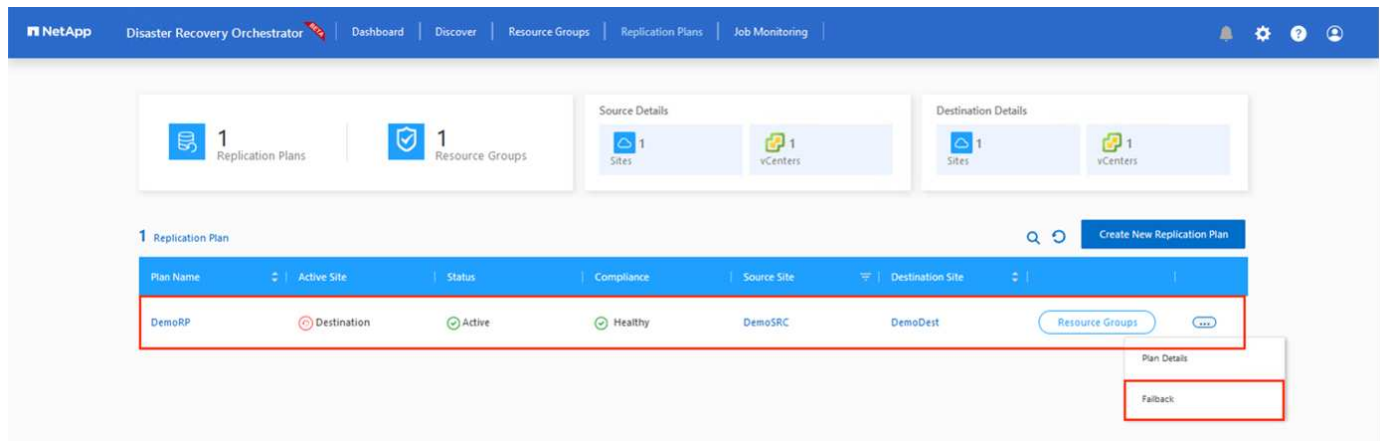 NetApp Disaster Recovery Orchestrator Dashboard Discover Resource Groups Replication Plans Job Monitoring
Source Details Destination Details
1 1 1 1 1 1
Replication Plans Resource Groups Sites vCenters Sites vCenters
1 Replication Plan Create New Replication Plan
Plan Name Active Site Status Compliance Source Site Destination Site
DemoRP Destination Active Healthy DemoSRC DemoDest Resource Groups ...
Plan Details
Failback